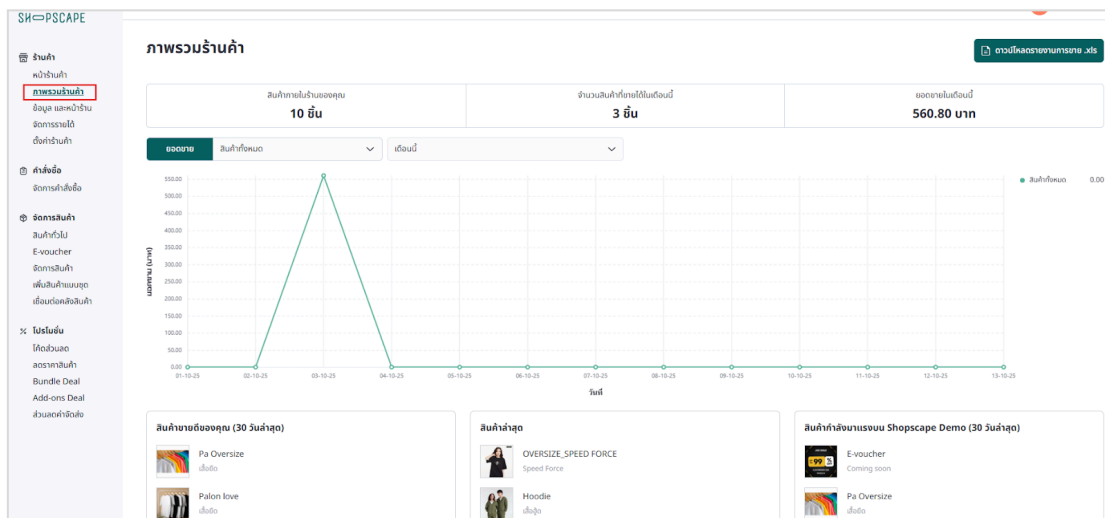 SHOPSCAPE
ร้านค้า
หน้าร้านค้า
ภาพรวมร้านค้า
ข้อมูล และหน้าร้าน
จัดการรายได้
ตั้งค่าร้านค้า
คำสั่งซื้อ
จัดการคำสั่งซื้อ
จัดการสินค้า
สินค้าทั่วไป
E-voucher
จัดการสินค้า
เพิ่มสินค้าแบบชุด
เชื่อมต่อคลังสินค้า
โปรโมชั่น
โค้ดส่วนลด
ลดราคาสินค้า
Bundle Deal
Add-ons Deal
ส่วนลดค่าจัดส่ง
ภาพรวมร้านค้า
ดาวน์โหลดรายงานการขาย .xls
สินค้าภายในร้านของคุณ
10 ชิ้น
จำนวนสินค้าที่ขายได้ในเดือนนี้
3 ชิ้น
ยอดขายในเดือนนี้
560.80 บาท
ยอดขาย สินค้าทั้งหมด เดือนนี้
สินค้าทั้งหมด 0.00
ยอดขาย (บาท)
550.00
500.00
450.00
400.00
350.00
300.00
250.00
200.00
150.00
100.00
50.00
0.00
01-10-25 02-10-25 03-10-25 04-10-25 05-10-25 06-10-25 07-10-25 08-10-25 09-10-25 10-10-25 11-10-25 12-10-25 13-10-25
วันที่
สินค้าขายดีของคุณ (30 วันล่าสุด)
Pa Oversize
เสื้อยืด
Palon love
เสื้อยืด
สินค้าล่าสุด
OVERSIZE_SPEED FORCE
Speed Force
Hoodie
เสื้อฮู้ด
สินค้ากำลังมาแรงบน Shopscape Demo (30 วันล่าสุด)
99
E-voucher
Coming soon
Pa Oversize
เสื้อยืด